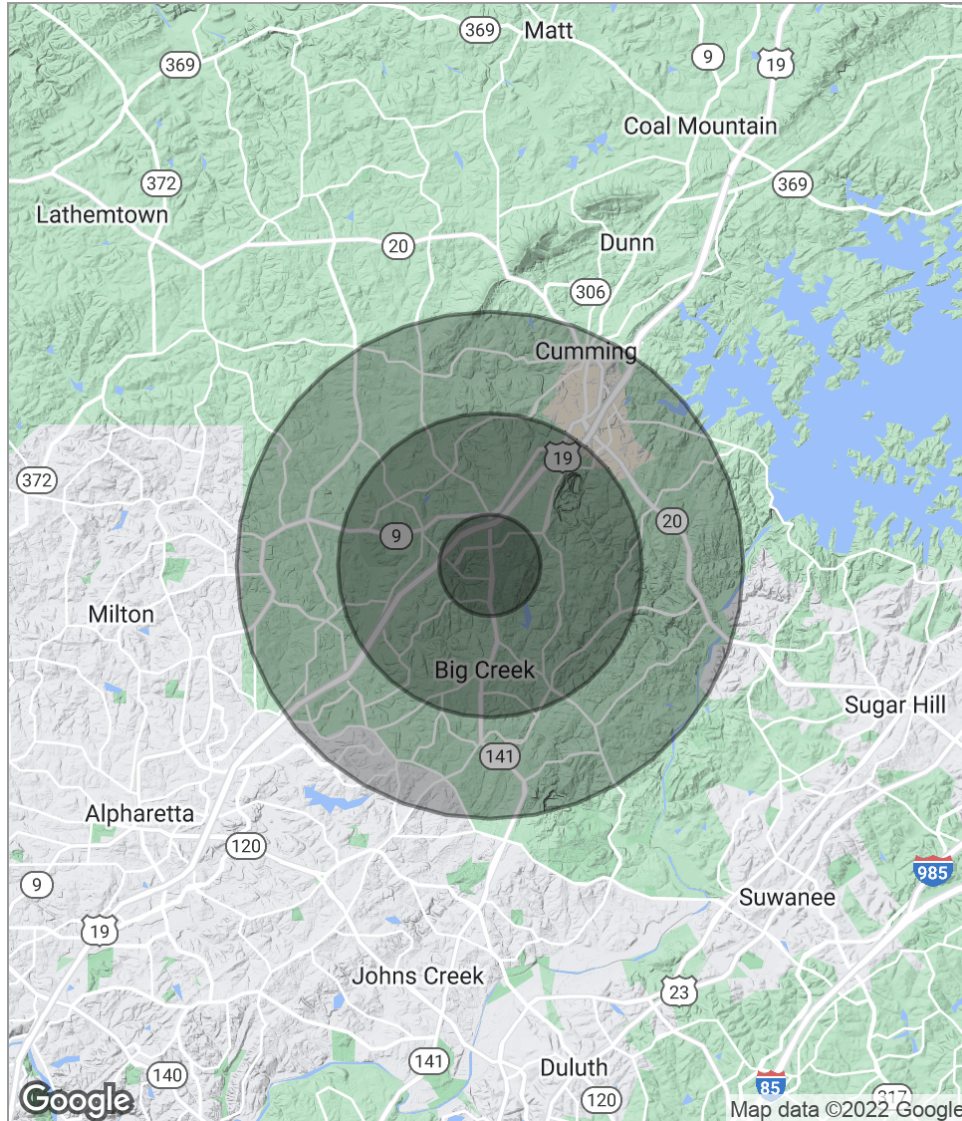 369
Matt
9
19
369
Coal Mountain
372
369
Lathemtown
20
Dunn
306
Cumming
19
372
9
20
Milton
Big Creek
Sugar Hill
141
Alpharetta
120
985
9
Suwanee
19
Johns Creek
23
141
Duluth
140
85
120
317
Google
Map data ©2022 Google